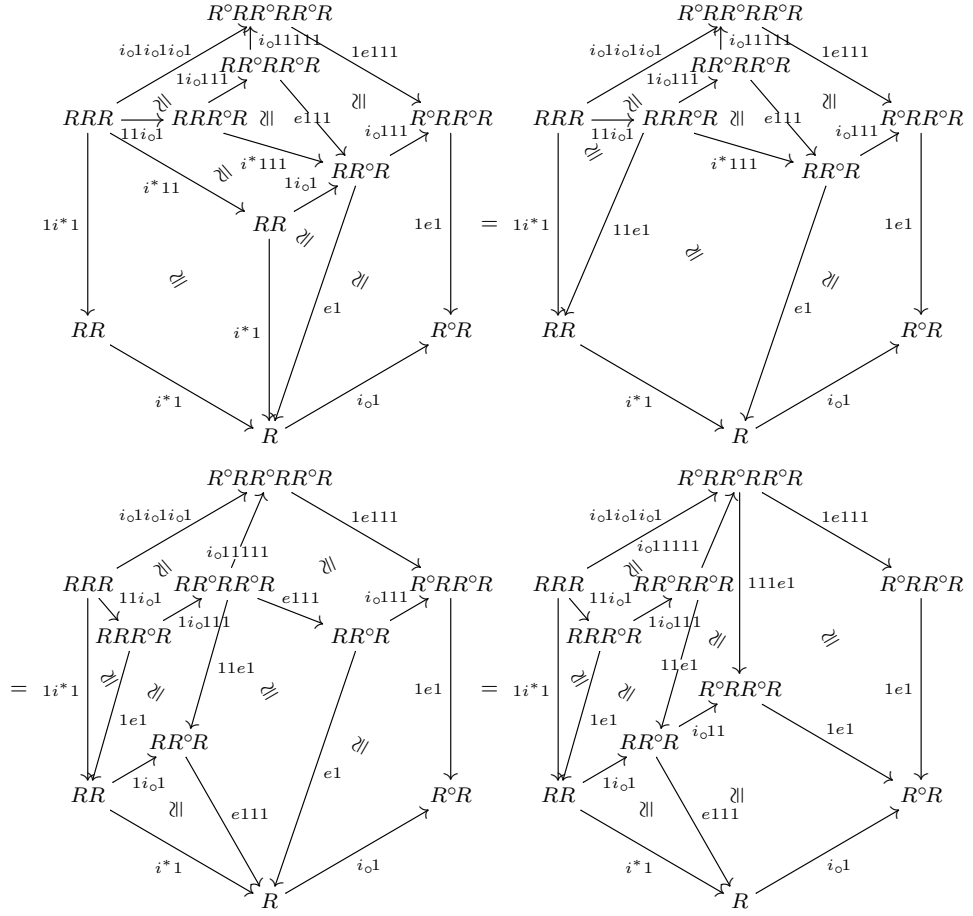 R°RR°RRR°R R°RR°RRR°R
i∘1i∘1i∘1 i∘11111 1e111 i∘1i∘1i∘1 i∘11111 1e111
RR°RR°R RR°RR°R
1i∘111 ≅ 1i∘111 ≅
≅ ≅
RRR 11i∘1 RRR°R ≅ e111 i∘111 R°RR°R RRR 11i∘1 RRR°R ≅ e111 i∘111 R°RR°R
i*111 ≅ i*111
i*11 ≅ 1i∘1 RR°R RR°R
1i*1 RR ≅ 1e1 = 1i*1 11e1 1e1
≅ ≅ ≅ ≅
i*1 e1 e1
RR R°R RR R°R
i*1 i∘1 i*1 i∘1
R R
R°RR°RRR°R R°RR°RRR°R
i∘1i∘1i∘1 1e111 i∘1i∘1i∘1 1e111
i∘11111 i∘11111
≅ ≅ ≅
RRR 11i∘1 RR°RR°R e111 i∘111 R°RR°R RRR 11i∘1 RR°RR°R 111e1 R°RR°R
1i∘111 1i∘111
RRR°R RR°R RRR°R ≅ ≅
= 1i*1 ≅ ≅ 11e1 ≅ 1e1 = 1i*1 ≅ ≅ 11e1 R°RR°R 1e1
1e1 RR°R ≅ 1e1 RR°R i∘11 1e1
RR 1i∘1 e1 R°R RR 1i∘1 R°R
≅ e111 ≅ e111 ≅
i*1 i∘1 i*1 i∘1
R R